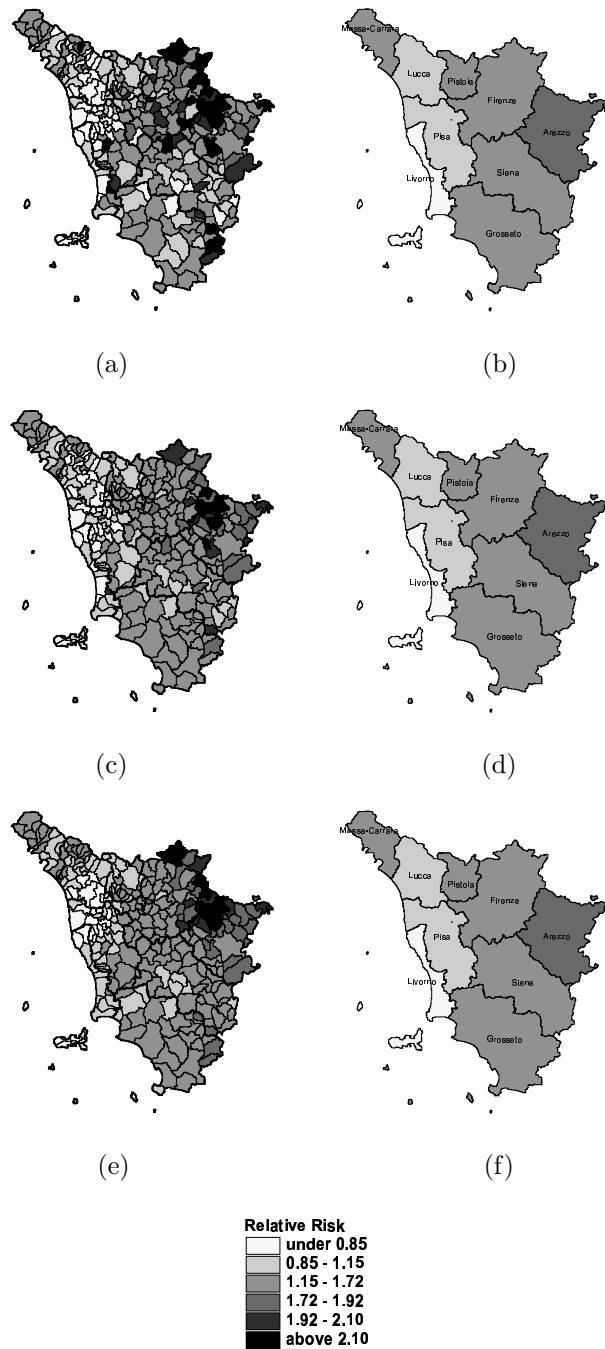 Massa-Carrara
Lucca
Pistoia
Firenze
Arezzo
Pisa
Livorno
Siena
Grosseto
(a)
(b)
Massa-Carrara
Lucca
Pistoia
Firenze
Arezzo
Pisa
Livorno
Siena
Grosseto
(c)
(d)
Massa-Carrara
Lucca
Pistoia
Firenze
Arezzo
Pisa
Livorno
Siena
Grosseto
(e)
(f)
Relative Risk
under 0.85
0.85 - 1.15
1.15 - 1.72
1.72 - 1.92
1.92 - 2.10
above 2.10